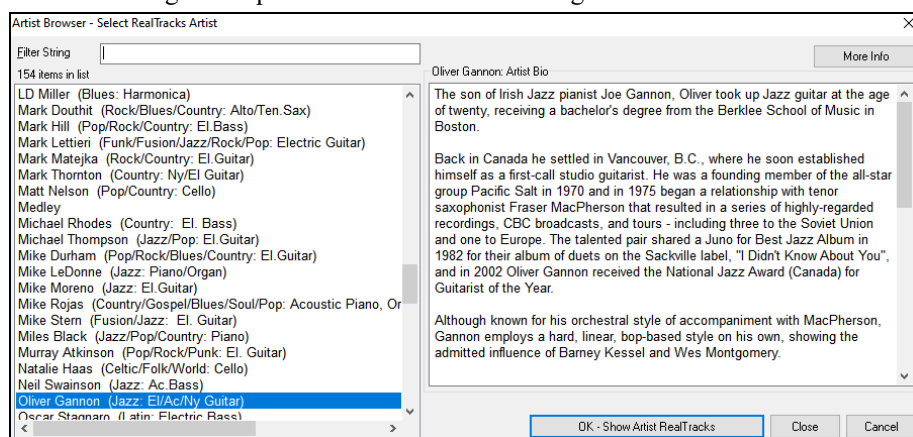 Artist Browser - Select RealTracks Artist
Filter String
More Info
154 items in list
LD Miller (Blues: Harmonica)
Mark Douthit (Rock/Blues/Country: Alto/Ten.Sax)
Mark Hill (Pop/Rock/Country: El.Bass)
Mark Lettieri (Funk/Fusion/Jazz/Rock/Pop: Electric Guitar)
Mark Matejka (Rock/Country: El.Guitar)
Mark Thornton (Country: Ny/El Guitar)
Matt Nelson (Pop/Country: Cello)
Medley
Michael Rhodes (Country: El. Bass)
Michael Thompson (Jazz/Pop: El.Guitar)
Mike Durham (Pop/Rock/Blues/Country: El.Guitar)
Mike LeDonne (Jazz: Piano/Organ)
Mike Moreno (Jazz: El.Guitar)
Mike Rojas (Country/Gospel/Blues/Soul/Pop: Acoustic Piano, Or
Mike Stern (Fusion/Jazz: El. Guitar)
Miles Black (Jazz/Pop/Country: Piano)
Murray Atkinson (Pop/Rock/Punk: El. Guitar)
Natalie Haas (Celtic/Folk/World: Cello)
Neil Swainson (Jazz: Ac.Bass)
Oliver Gannon (Jazz: El/Ac/Ny Guitar)
Oscar Stagnaro (Latin: Electric Bass)
Oliver Gannon: Artist Bio
The son of Irish Jazz pianist Joe Gannon, Oliver took up Jazz guitar at the age
of twenty, receiving a bachelor's degree from the Berklee School of Music in
Boston.
Back in Canada he settled in Vancouver, B.C., where he soon established
himself as a first-call studio guitarist. He was a founding member of the all-star
group Pacific Salt in 1970 and in 1975 began a relationship with tenor
saxophonist Fraser MacPherson that resulted in a series of highly-regarded
recordings, CBC broadcasts, and tours - including three to the Soviet Union
and one to Europe. The talented pair shared a Juno for Best Jazz Album in
1982 for their album of duets on the Sackville label, "I Didn't Know About You",
and in 2002 Oliver Gannon received the National Jazz Award (Canada) for
Guitarist of the Year.
Although known for his orchestral style of accompaniment with MacPherson,
Gannon employs a hard, linear, bop-based style on his own, showing the
admitted influence of Barney Kessel and Wes Montgomery.
OK - Show Artist RealTracks
Close
Cancel